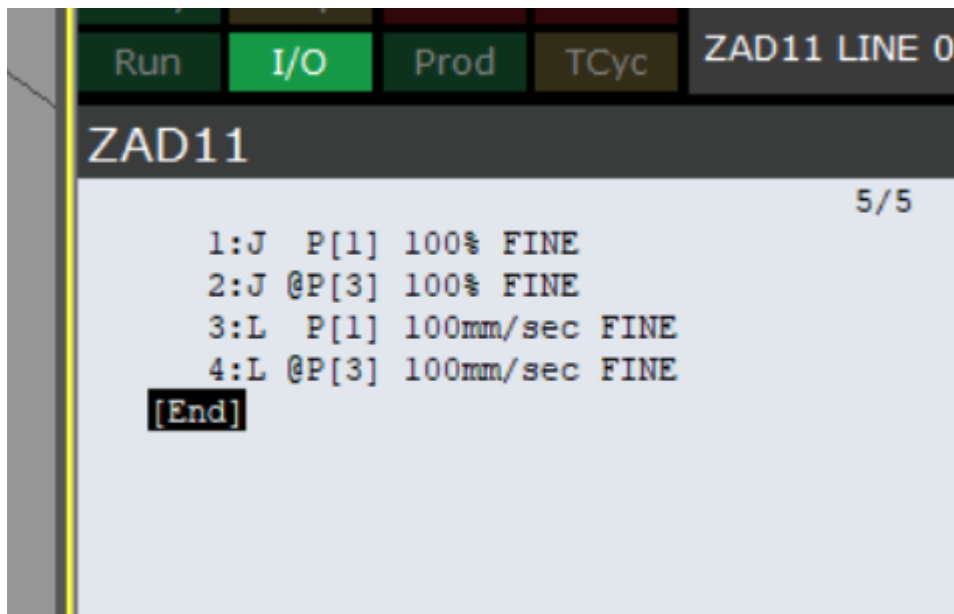 Run I/O Prod TCyc ZAD11 LINE 0
ZAD11
5/5
1:J P[1] 100% FINE
2:J @P[3] 100% FINE
3:L P[1] 100mm/sec FINE
4:L @P[3] 100mm/sec FINE
[End]